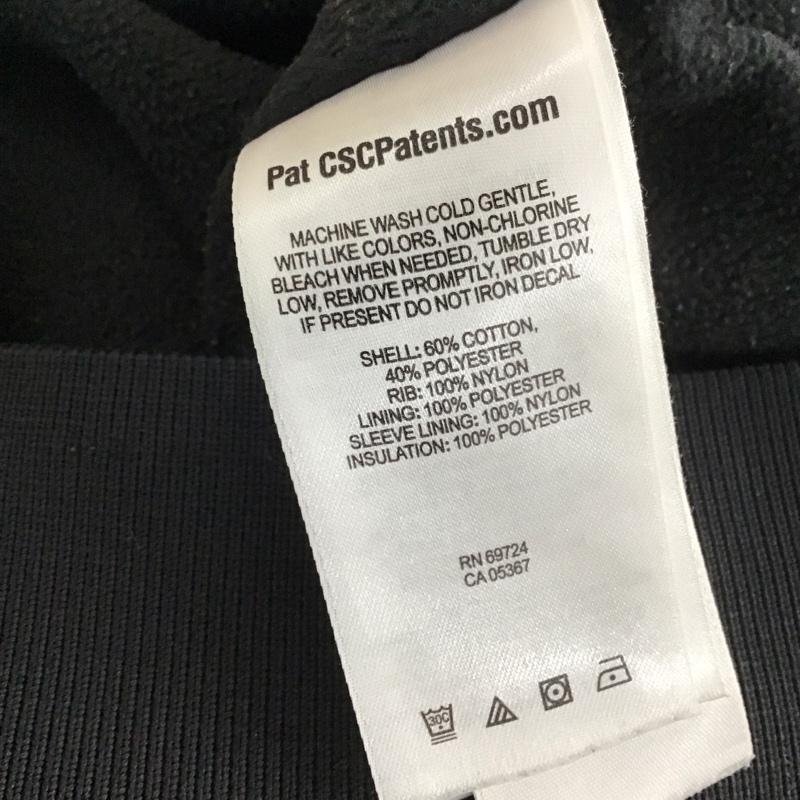 Pat CSCPatents.com
MACHINE WASH COLD GENTLE,
WITH LIKE COLORS, NON-CHLORINE
BLEACH WHEN NEEDED, TUMBLE DRY
LOW, REMOVE PROMPTLY, IRON LOW,
IF PRESENT DO NOT IRON DECAL
SHELL: 60% COTTON,
40% POLYESTER
RIB: 100% NYLON
LINING: 100% POLYESTER
SLEEVE LINING: 100% NYLON
INSULATION: 100% POLYESTER
RN 69724
CA 05367
30C